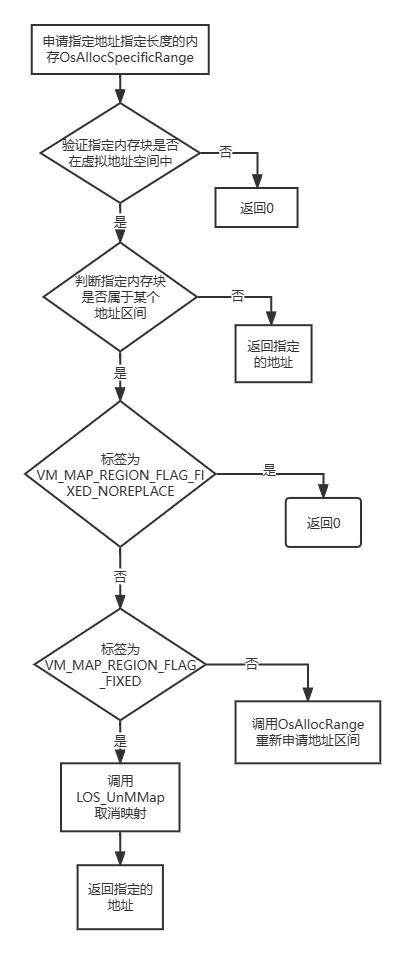 申请指定地址指定长度的内
存OsAllocSpecificRange
验证指定内存块是否
在虚拟地址空间中
否
返回0
是
判断指定内存块
是否属于某个
地址区间
否
返回指定
的地址
是
标签为
VM_MAP_REGION_FLAG_FI
XED_NOREPLACE
是
返回0
否
标签为
VM_MAP_REGION_FLAG
_FIXED
否
调用OsAllocRange
重新申请地址区间
是
调用
LOS_UnMMap
取消映射
返回指定的
地址